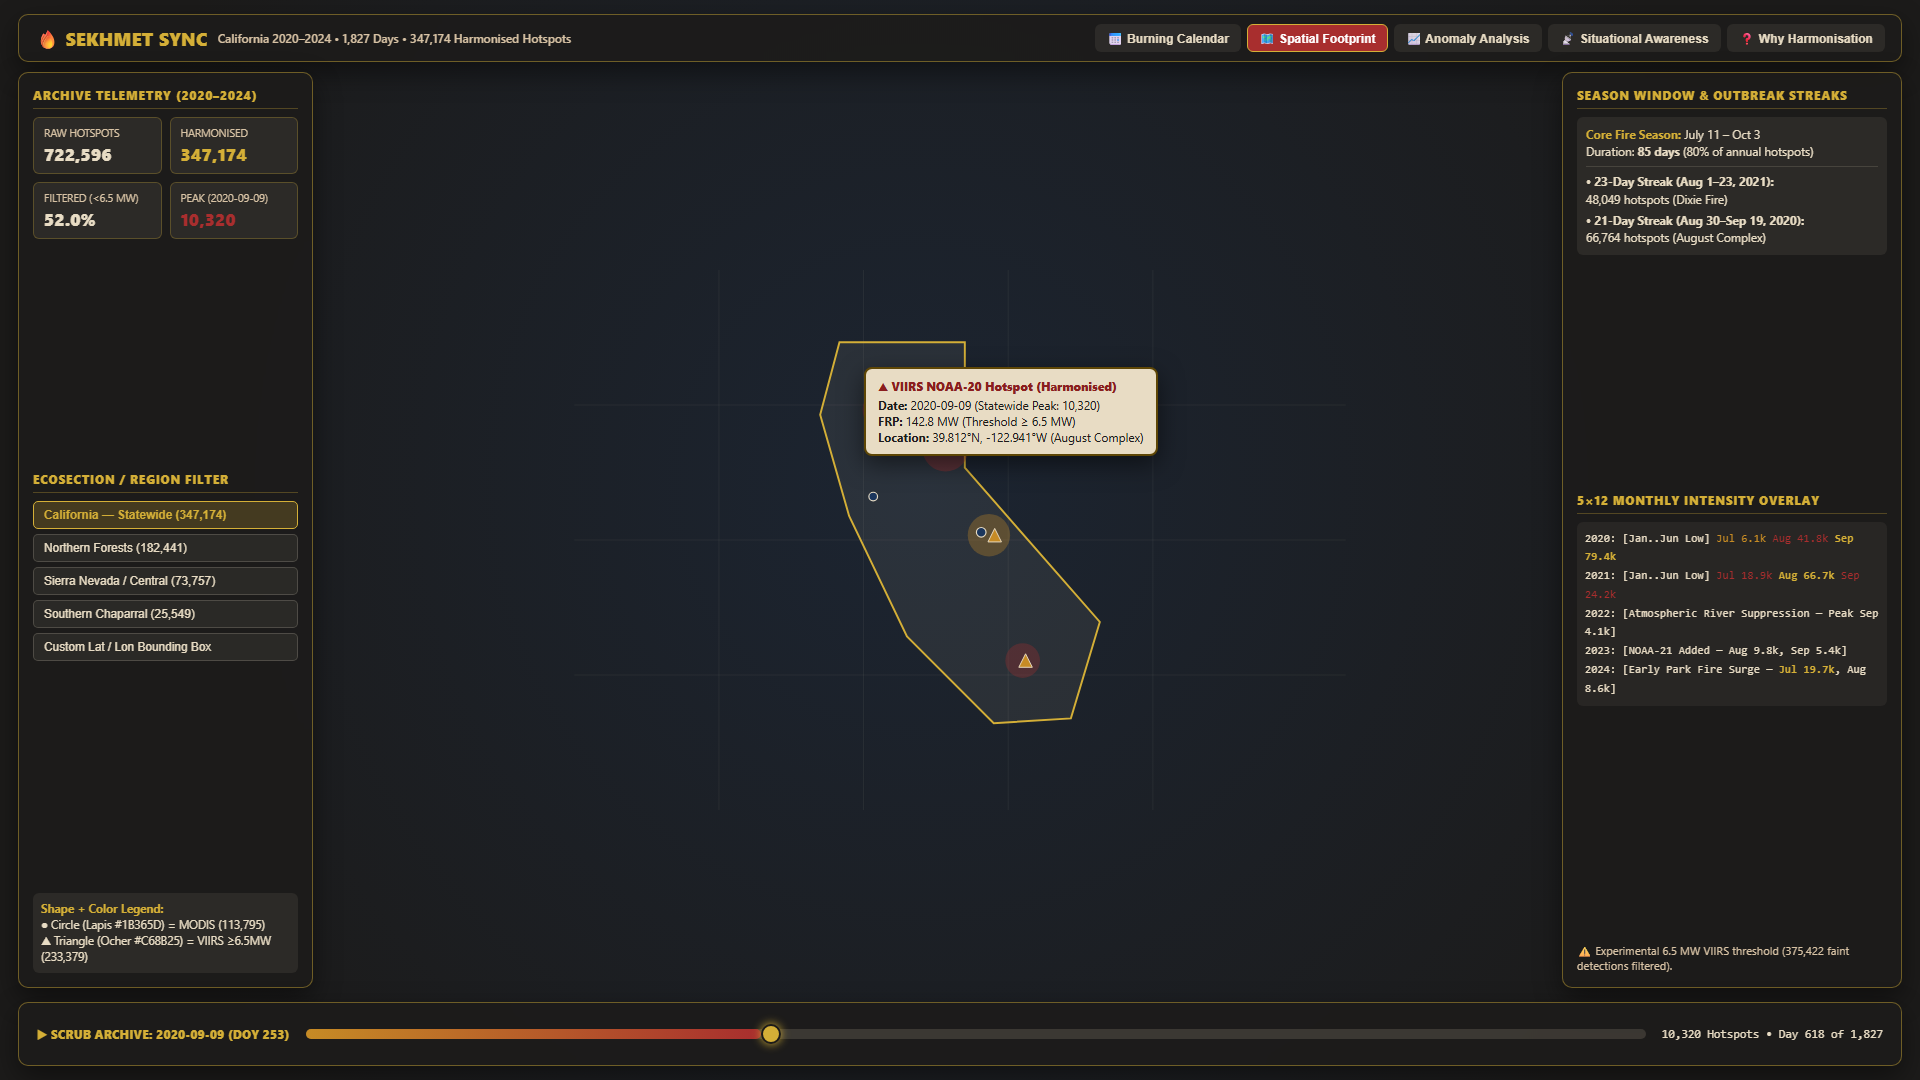 SEKHMET SYNC
California 2020–2024 • 1,827 Days • 347,174 Harmonised Hotspots
Burning Calendar
Spatial Footprint
Anomaly Analysis
Situational Awareness
Why Harmonisation
ARCHIVE TELEMETRY (2020–2024)
RAW HOTSPOTS
722,596
HARMONISED
347,174
FILTERED (<6.5 MW)
52.0%
PEAK (2020-09-09)
10,320
ECOSECTION / REGION FILTER
California — Statewide (347,174)
Northern Forests (182,441)
Sierra Nevada / Central (73,757)
Southern Chaparral (25,549)
Custom Lat / Lon Bounding Box
Shape + Color Legend:
● Circle (Lapis #1B365D) = MODIS (113,795)
▲ Triangle (Ocher #C68B25) = VIIRS ≥6.5MW
(233,379)
▲ VIIRS NOAA-20 Hotspot (Harmonised)
Date: 2020-09-09 (Statewide Peak: 10,320)
FRP: 142.8 MW (Threshold ≥ 6.5 MW)
Location: 39.812°N, -122.941°W (August Complex)
SEASON WINDOW & OUTBREAK STREAKS
Core Fire Season: July 11 – Oct 3
Duration: 85 days (80% of annual hotspots)
• 23-Day Streak (Aug 1–23, 2021):
48,049 hotspots (Dixie Fire)
• 21-Day Streak (Aug 30–Sep 19, 2020):
66,764 hotspots (August Complex)
5×12 MONTHLY INTENSITY OVERLAY
2020: [Jan..Jun Low] Jul 6.1k Aug 41.8k Sep
79.4k
2021: [Jan..Jun Low] Jul 18.9k Aug 66.7k Sep
24.2k
2022: [Atmospheric River Suppression — Peak Sep
4.1k]
2023: [NOAA-21 Added — Aug 9.8k, Sep 5.4k]
2024: [Early Park Fire Surge — Jul 19.7k, Aug
8.6k]
⚠ Experimental 6.5 MW VIIRS threshold (375,422 faint
detections filtered).
▶ SCRUB ARCHIVE: 2020-09-09 (DOY 253)
10,320 Hotspots • Day 618 of 1,827